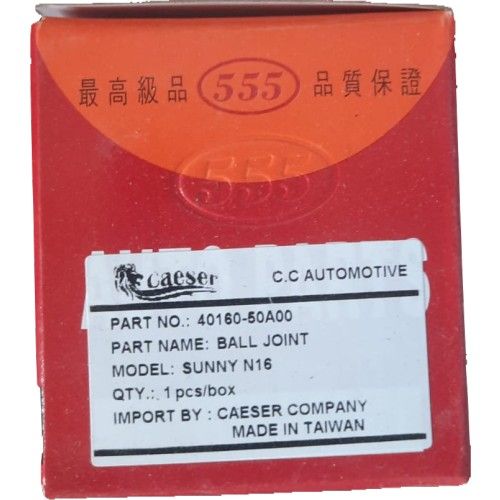 最高級品 555 品質保證
555
caeser C.C AUTOMOTIVE
PART NO.: 40160-50A00
PART NAME: BALL JOINT
MODEL: SUNNY N16
QTY.: 1 pcs/box
IMPORT BY : CAESER COMPANY
MADE IN TAIWAN